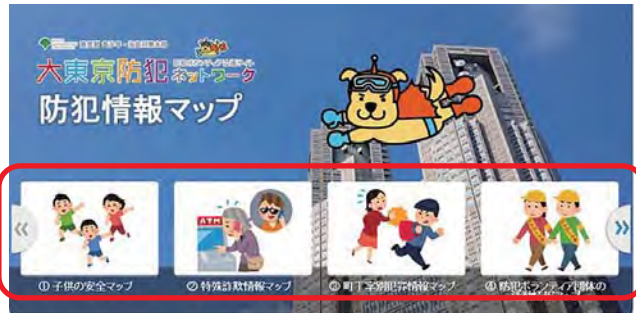 大東京防犯ネットワーク
防犯情報マップ
ATM
① 子供の安全マップ
② 特殊詐欺情報マップ
③ 町丁字別犯罪情報マップ
④ 防犯ボランティア団体の